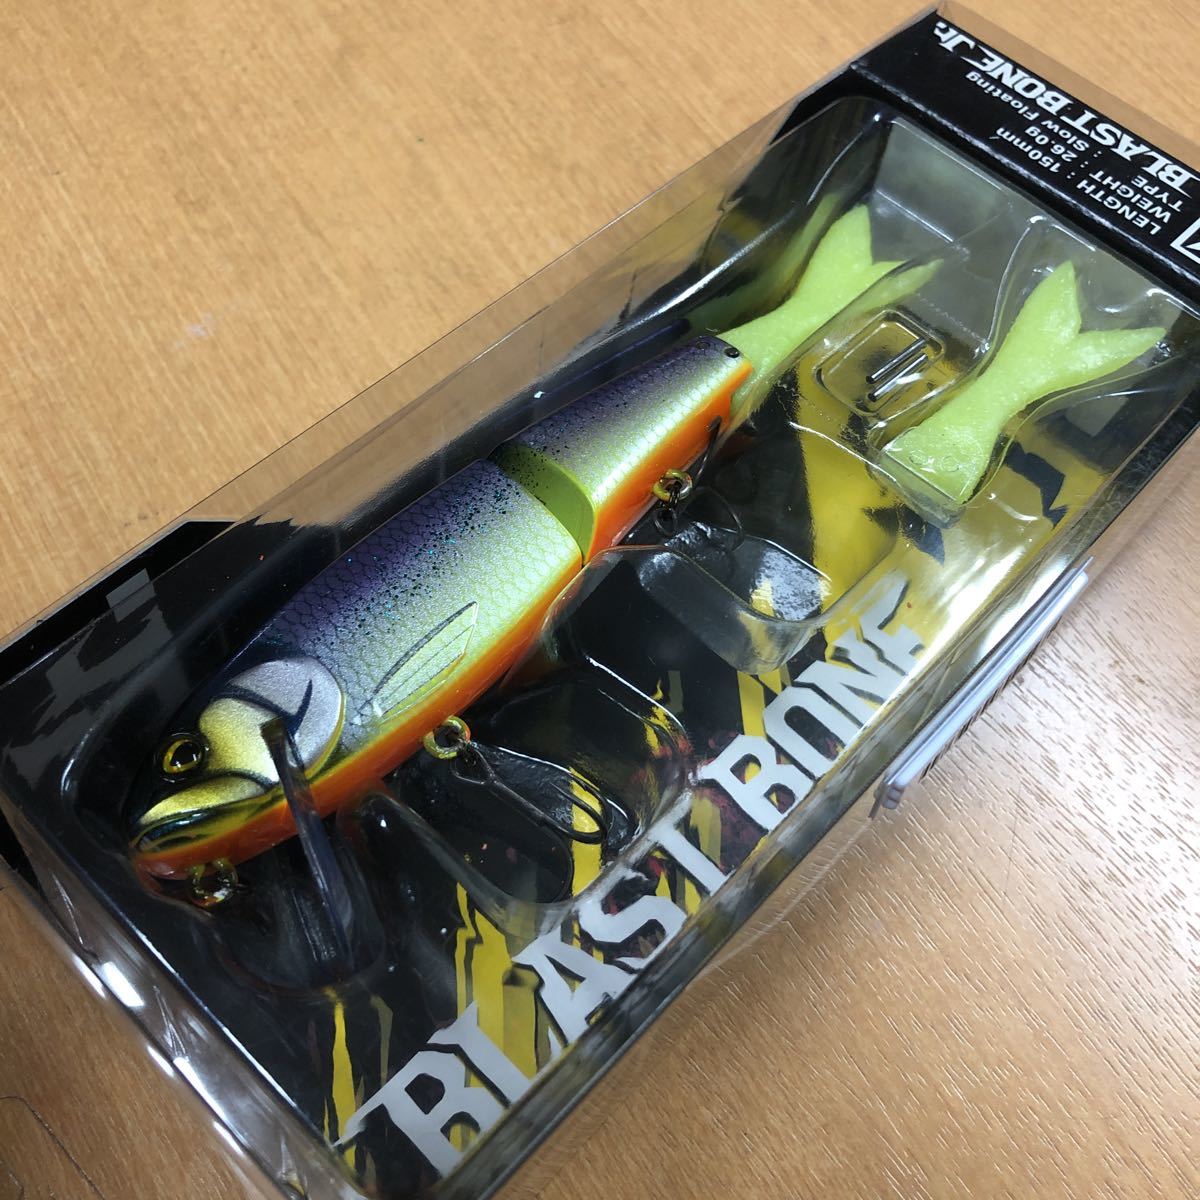 BLAST BONE Jr.
LENGTH : 150mm
WEIGHT : 26.0g
TYPE : Slow Floating
BLAST BONE